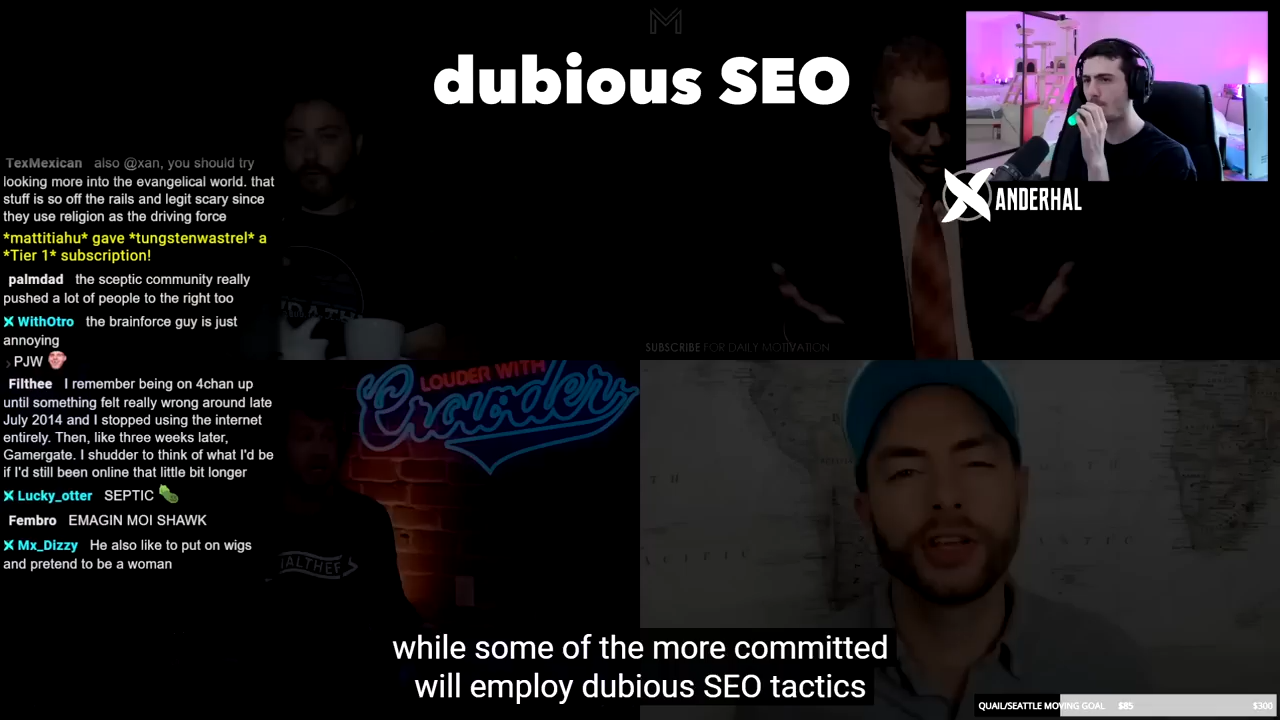 dubious SEO
TexMexican also @xan, you should try
looking more into the evangelical world. that
stuff is so off the rails and legit scary since
they use religion as the driving force
*mattitiahu* gave *tungstenwastrel* a
*Tier 1* subscription!
palmdad the sceptic community really
pushed a lot of people to the right too
WithOtro the brainforce guy is just
annoying
PJW
Filthee I remember being on 4chan up
until something felt really wrong around late
July 2014 and I stopped using the internet
entirely. Then, like three weeks later,
Gamergate. I shudder to think of what I'd be
if I'd still been online that little bit longer
Lucky_otter SEPTIC
Fembro EMAGIN MOI SHAWK
Mx_Dizzy He also like to put on wigs
and pretend to be a woman
XANDERHAL
SUBSCRIBE FOR DAILY MOTIVATION
LOUDER WITH
Crowder
while some of the more committed
will employ dubious SEO tactics
QUAIL/SEATTLE MOVING GOAL $85 $300